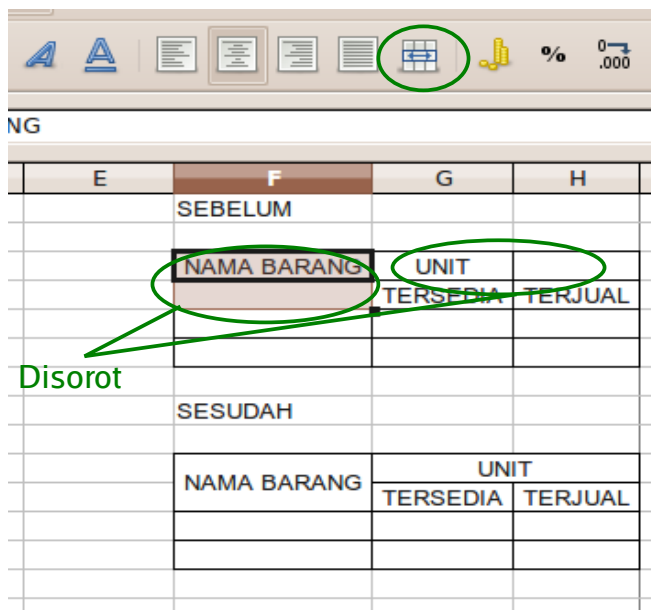 A A % 0 .000
NG
E F G H
SEBELUM
NAMA BARANG UNIT
TERSEDIA TERJUAL
Disorot
SESUDAH
UNIT
NAMA BARANG
TERSEDIA TERJUAL